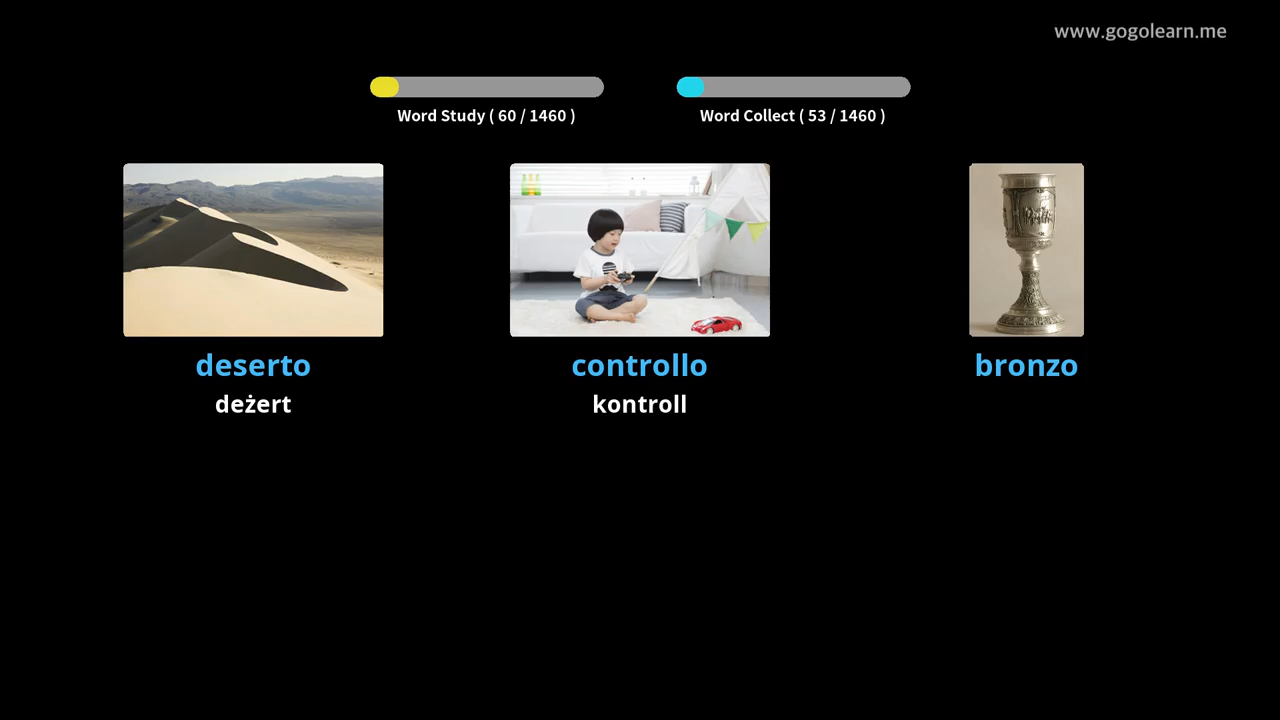 www.gogolearn.me
Word Study ( 60 / 1460 )
Word Collect ( 53 / 1460 )
deserto
controllo
bronzo
deżert
kontroll